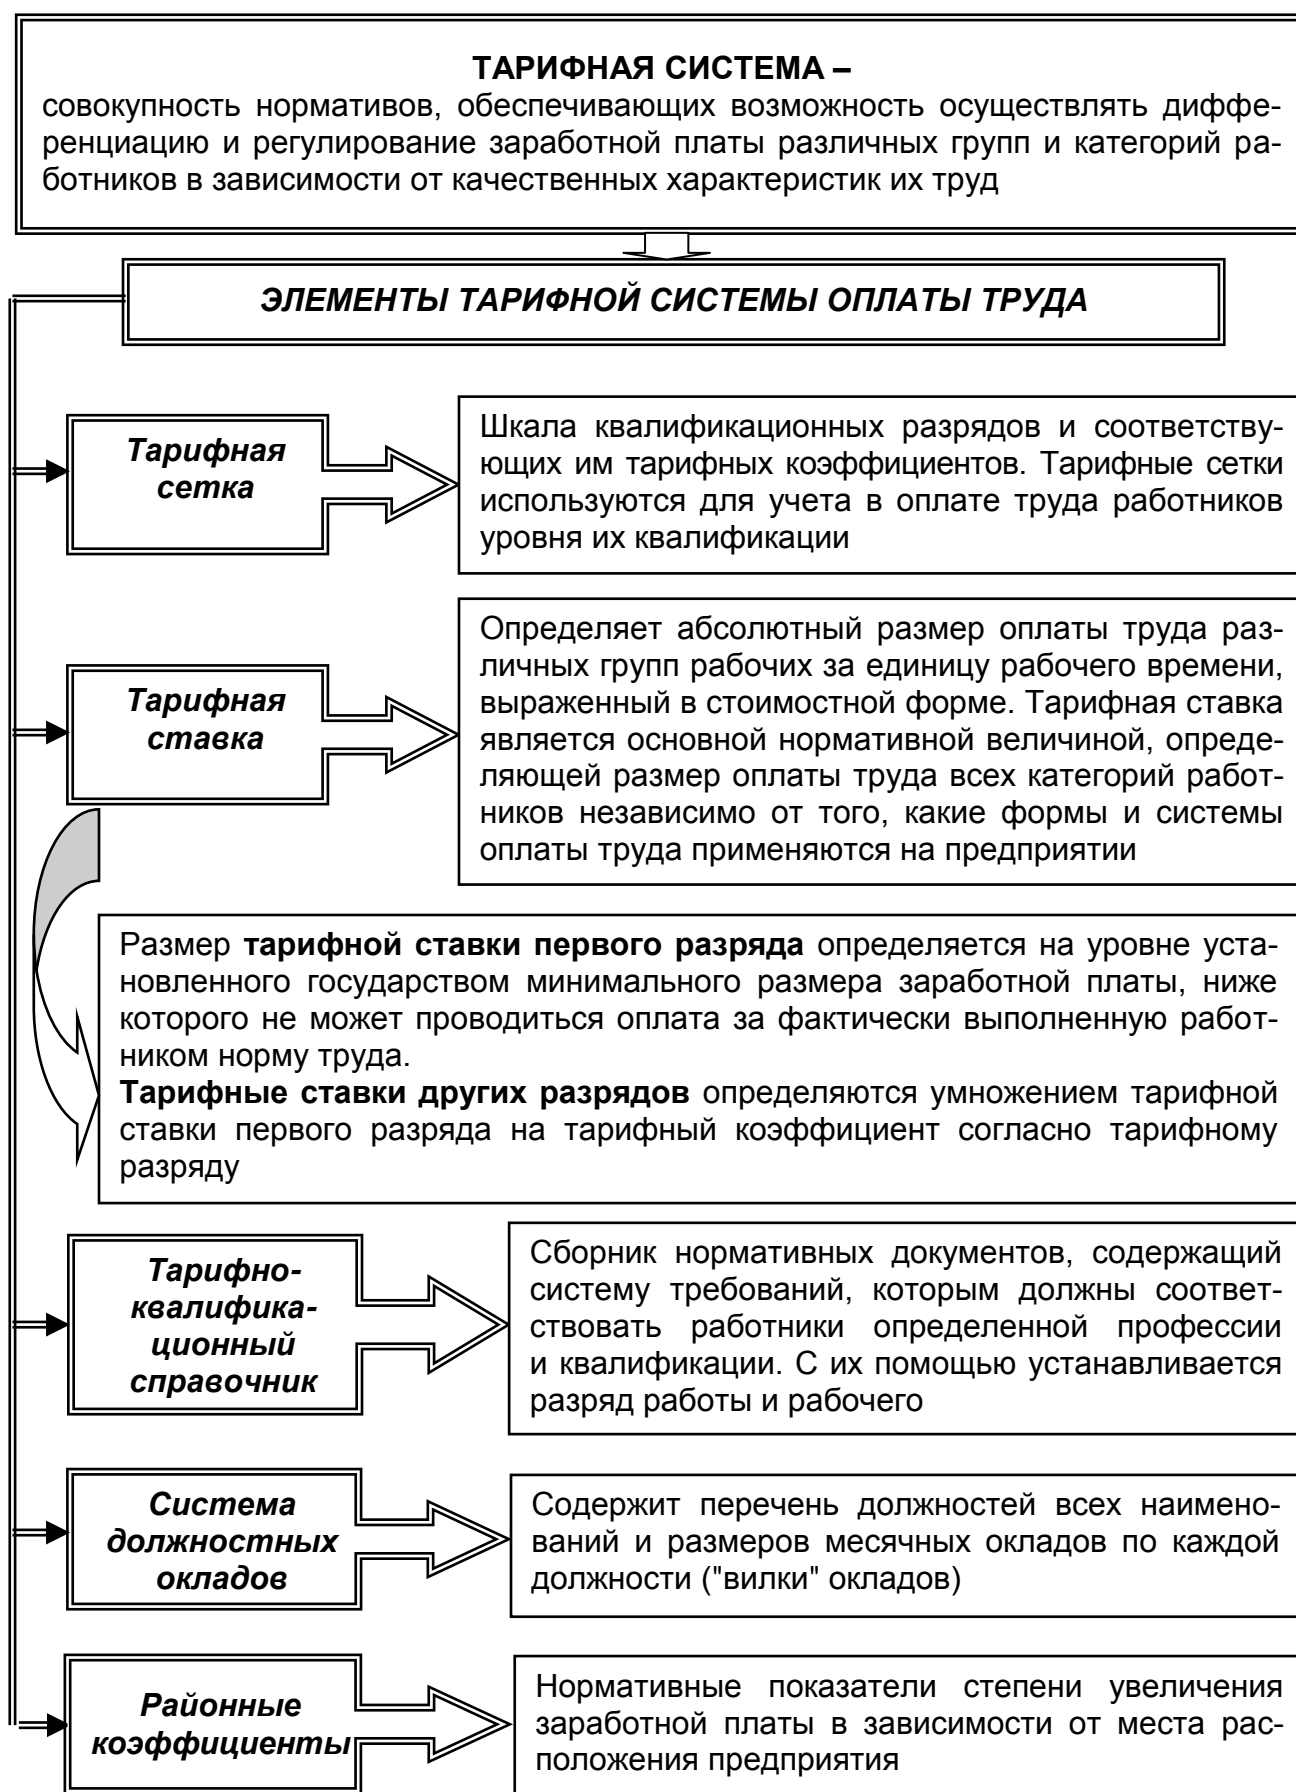 ТАРИФНАЯ СИСТЕМА –
совокупность нормативов, обеспечивающих возможность осуществлять диффе-
ренциацию и регулирование заработной платы различных групп и категорий ра-
ботников в зависимости от качественных характеристик их труд
ЭЛЕМЕНТЫ ТАРИФНОЙ СИСТЕМЫ ОПЛАТЫ ТРУДА
Тарифная
сетка
Шкала квалификационных разрядов и соответству-
ющих им тарифных коэффициентов. Тарифные сетки
используются для учета в оплате труда работников
уровня их квалификации
Тарифная
ставка
Определяет абсолютный размер оплаты труда раз-
личных групп рабочих за единицу рабочего времени,
выраженный в стоимостной форме. Тарифная ставка
является основной нормативной величиной, опреде-
ляющей размер оплаты труда всех категорий работ-
ников независимо от того, какие формы и системы
оплаты труда применяются на предприятии
Размер тарифной ставки первого разряда определяется на уровне уста-
новленного государством минимального размера заработной платы, ниже
которого не может проводиться оплата за фактически выполненную работ-
ником норму труда.
Тарифные ставки других разрядов определяются умножением тарифной
ставки первого разряда на тарифный коэффициент согласно тарифному
разряду
Тарифно-
квалифика-
ционный
справочник
Сборник нормативных документов, содержащий
систему требований, которым должны соответ-
ствовать работники определенной профессии
и квалификации. С их помощью устанавливается
разряд работы и рабочего
Система
должностных
окладов
Содержит перечень должностей всех наимено-
ваний и размеров месячных окладов по каждой
должности ("вилки" окладов)
Районные
коэффициенты
Нормативные показатели степени увеличения
заработной платы в зависимости от места рас-
положения предприятия